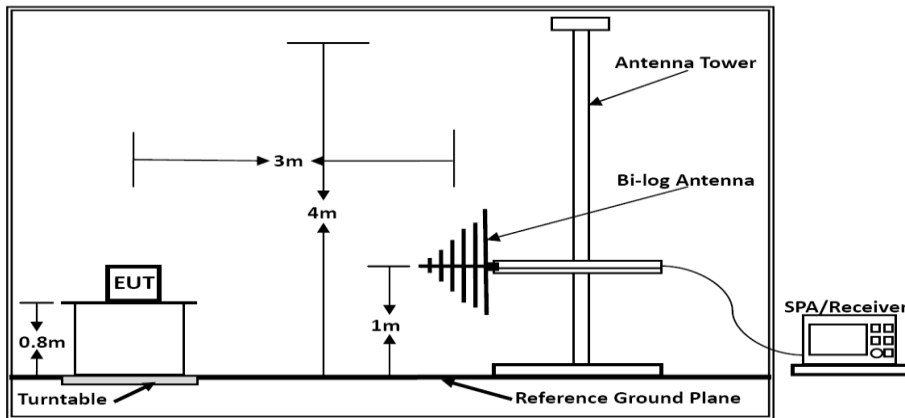 Antenna Tower
3m
Bi-log Antenna
4m
EUT
SPA/Receiver
0.8m
1m
Turntable
Reference Ground Plane